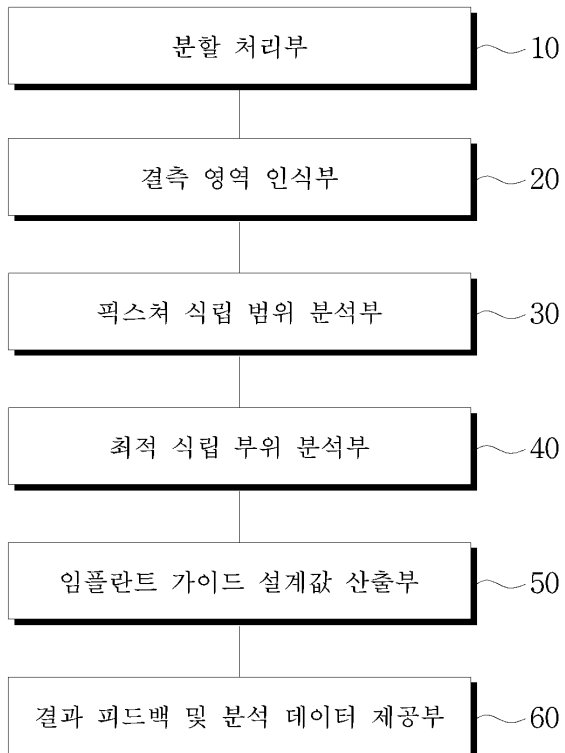 분할 처리부 10
결측 영역 인식부 20
픽스쳐 식립 범위 분석부 30
최적 식립 부위 분석부 40
임플란트 가이드 설계값 산출부 50
결과 피드백 및 분석 데이터 제공부 60